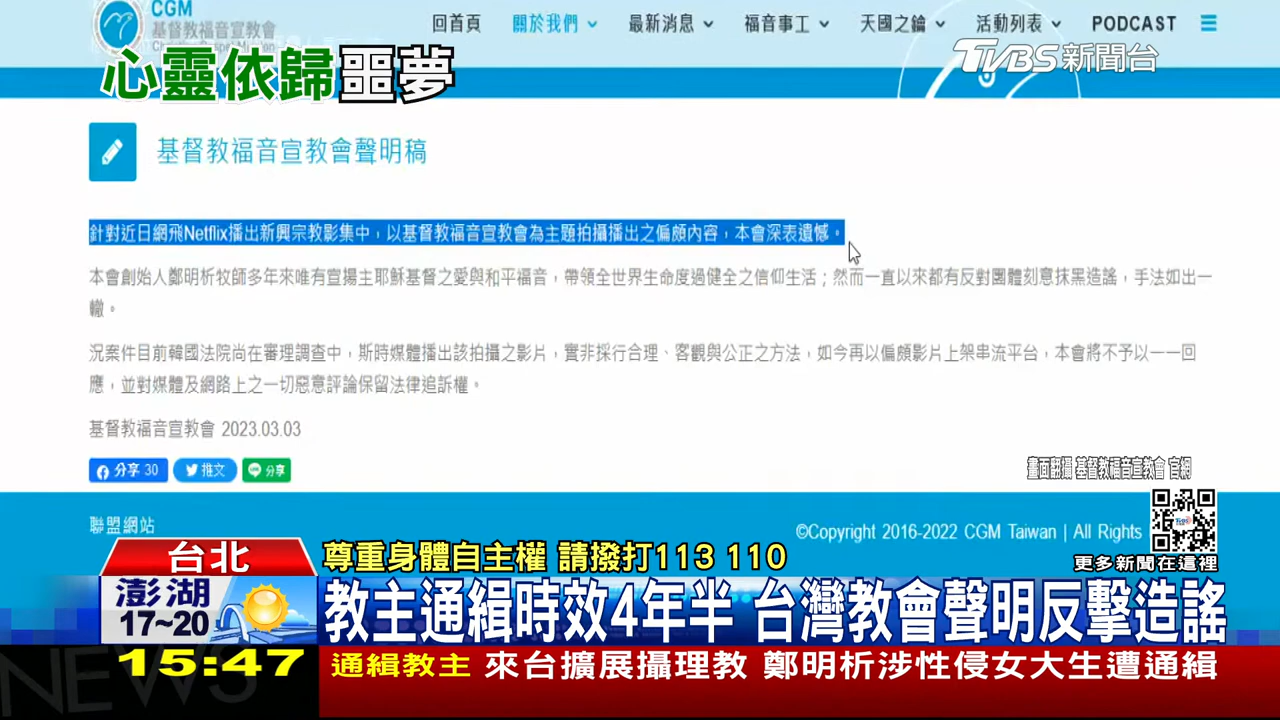 CGM
基督教福音宣教會
Christian Gospel Mission
回首頁 關於我們 最新消息 福音事工 天國之鑰 活動列表 PODCAST
TVBS新聞台
心靈依歸噩夢
基督教福音宣教會聲明稿
針對近日網飛Netflix播出新興宗教影集中，以基督教福音宣教會為主題拍攝播出之偏頗內容，本會深表遺憾。
本會創始人鄭明析牧師多年來唯有宣揚主耶穌基督之愛與和平福音，帶領全世界生命度過健全之信仰生活；然而一直以來都有反對團體刻意抹黑造謠，手法如出一
轍。
況案件目前韓國法院尚在審理調查中，斯時媒體播出該拍攝之影片，實非採行合理、客觀與公正之方法，如今再以偏頗影片上架串流平台，本會將不予以一一回
應，並對媒體及網路上之一切惡意評論保留法律追訴權。
基督教福音宣教會 2023.03.03
分享 30 推文 分享
畫面翻攝 基督教福音宣教會 官網
聯盟網站
©Copyright 2016-2022 CGM Taiwan | All Rights
更多新聞在這裡
台北
尊重身體自主權 請撥打113 110
澎湖
17~20
教主通緝時效4年半 台灣教會聲明反擊造謠
NEWS
15:47
通緝教主 來台擴展攝理教 鄭明析涉性侵女大生遭通緝